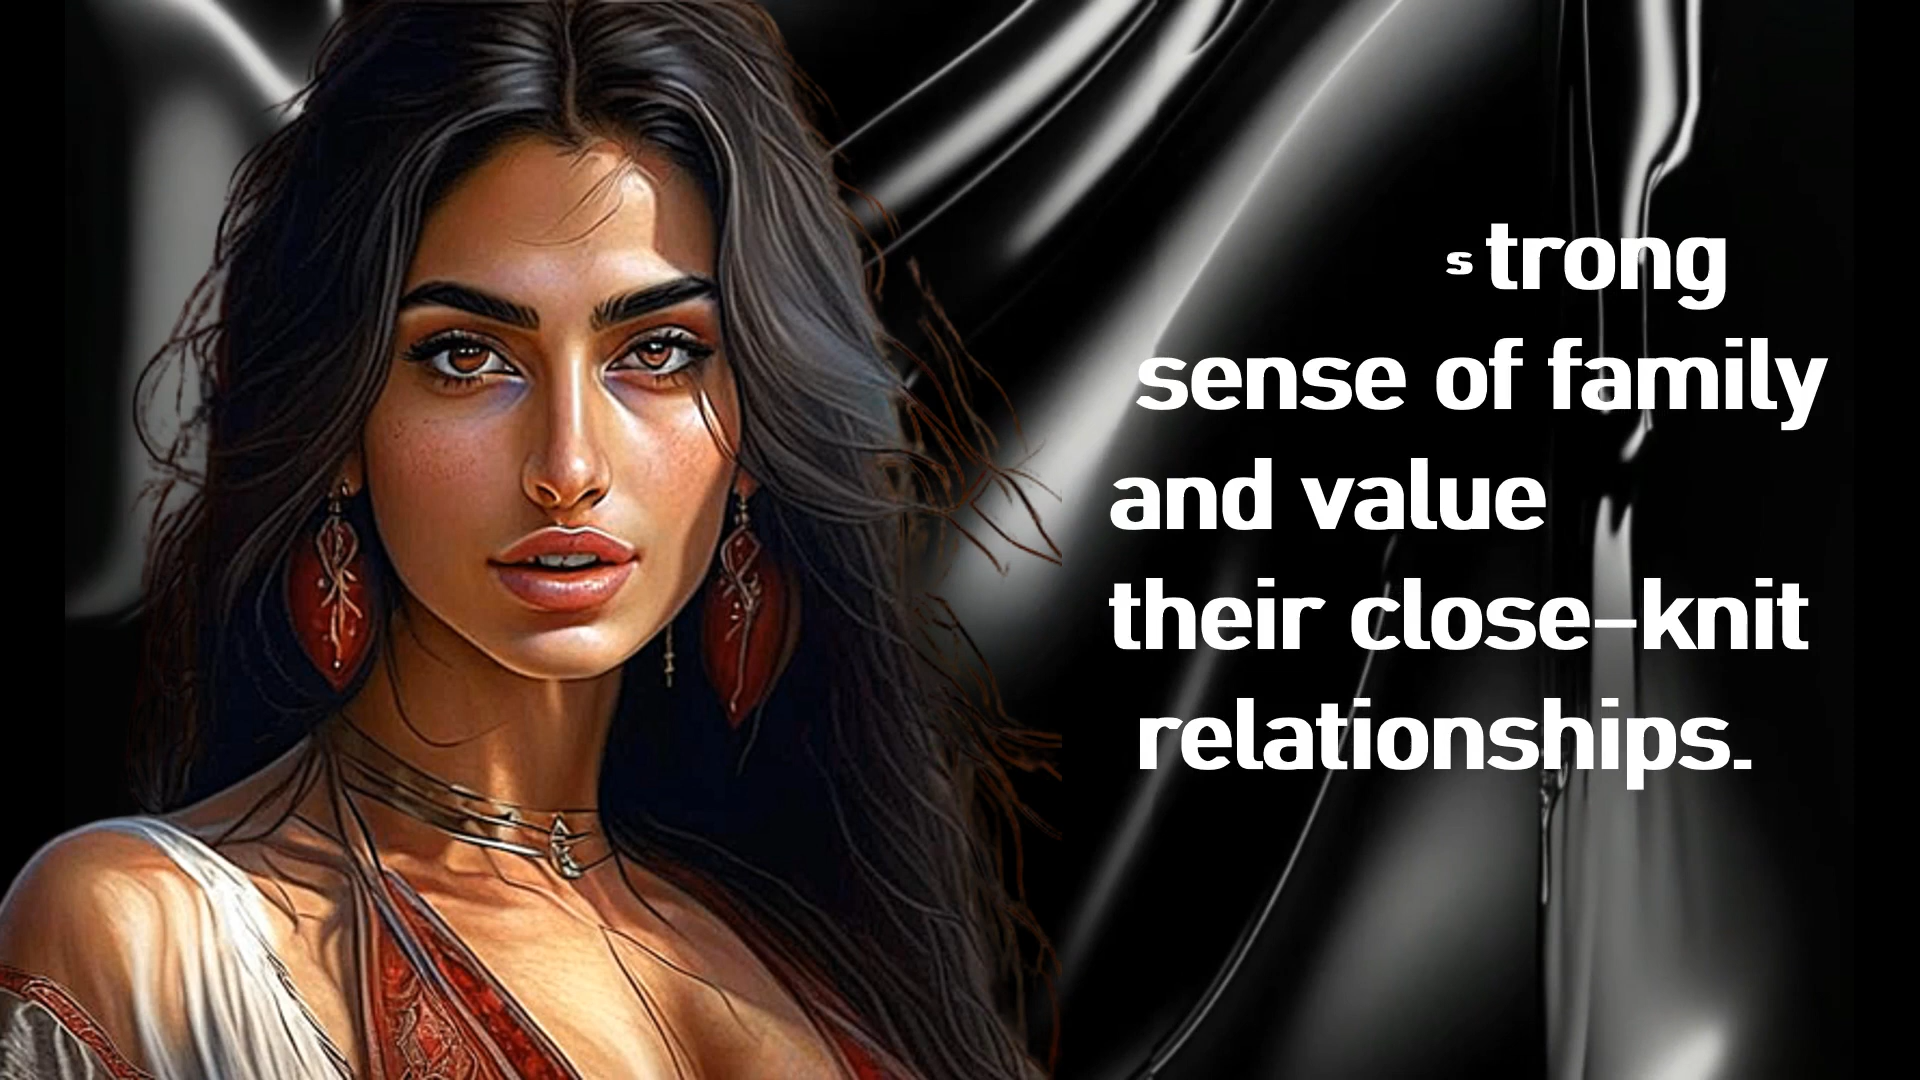 strong
sense of family
and value
their close-knit
relationships.